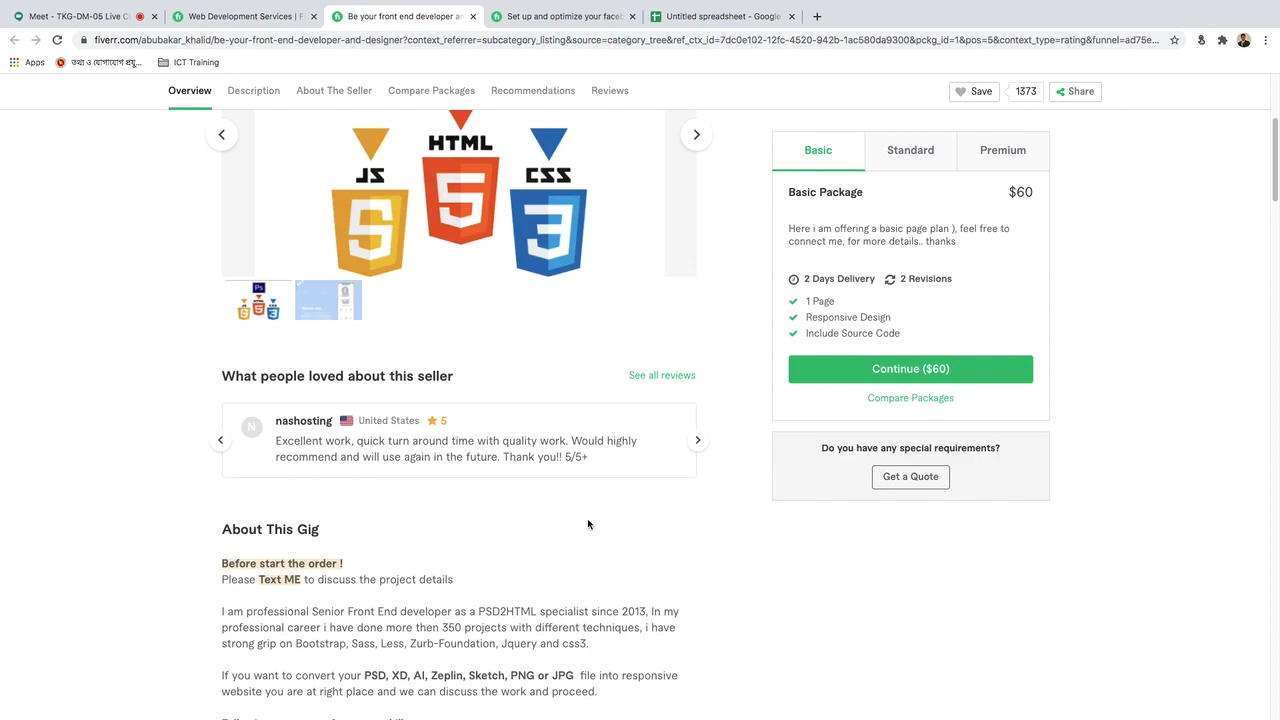 Meet - TKG-DM-05 Live C
Web Development Services | F
Be your front end developer an
Set up and optimize your faceb
Untitled spreadsheet - Google
fiverr.com/abubakar_khalid/be-your-front-end-developer-and-designer?context_referrer=subcategory_listing&source=category_tree&ref_ctx_id=7dc0e102-12fc-4520-942b-1ac580da9300&pckg_id=1&pos=5&context_type=rating&funnel=ad75e...
Apps
তথ্য ও যোগাযোগ প্রযু...
ICT Training
Overview
Description
About The Seller
Compare Packages
Recommendations
Reviews
Save
1373
Share
JS
HTML
CSS
5
5
3
Ps
JS
HTML
CSS
Basic
Standard
Premium
Basic Package
$60
Here i am offering a basic page plan ), feel free to
connect me, for more details.. thanks
2 Days Delivery
2 Revisions
1 Page
Responsive Design
Include Source Code
Continue ($60)
Compare Packages
Do you have any special requirements?
Get a Quote
What people loved about this seller
See all reviews
N
nashosting
United States
5
Excellent work, quick turn around time with quality work. Would highly
recommend and will use again in the future. Thank you!! 5/5+
About This Gig
Before start the order !
Please Text ME to discuss the project details
I am professional Senior Front End developer as a PSD2HTML specialist since 2013, In my
professional career i have done more then 350 projects with different techniques, i have
strong grip on Bootstrap, Sass, Less, Zurb-Foundation, Jquery and css3.
If you want to convert your PSD, XD, AI, Zeplin, Sketch, PNG or JPG file into responsive
website you are at right place and we can discuss the work and proceed.